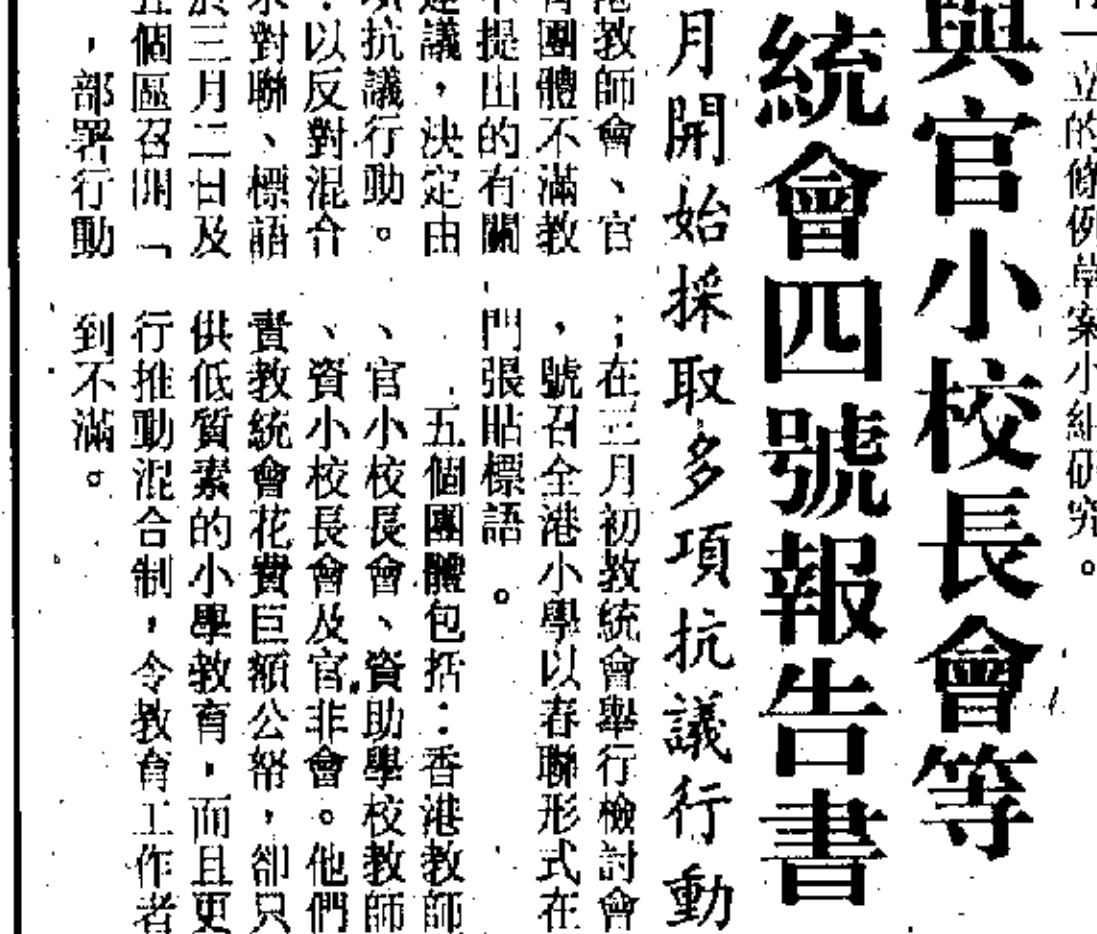 立的條例草案小組研究。
與官小校長會等
統會四號報告書
月開始採取多項抗議行動
港教師會、官
育團體不滿教
提出的有關
建議，決定由
項抗議行動。
：以反對混合
求對聯、標語
於三月二日及
五個區召開「
，部署行動
；在三月初教統會舉行檢討會
，號召全港小學以春聯形式在
門張貼標語。
五個團體包括：香港教師
、官小校長會、資助學校教師
、資小校長會及官非會。他們
責教統會花費巨額公帑，卻只
供低質素的小學教育，而且更
行推動混合制，令教育工作者
到不滿。